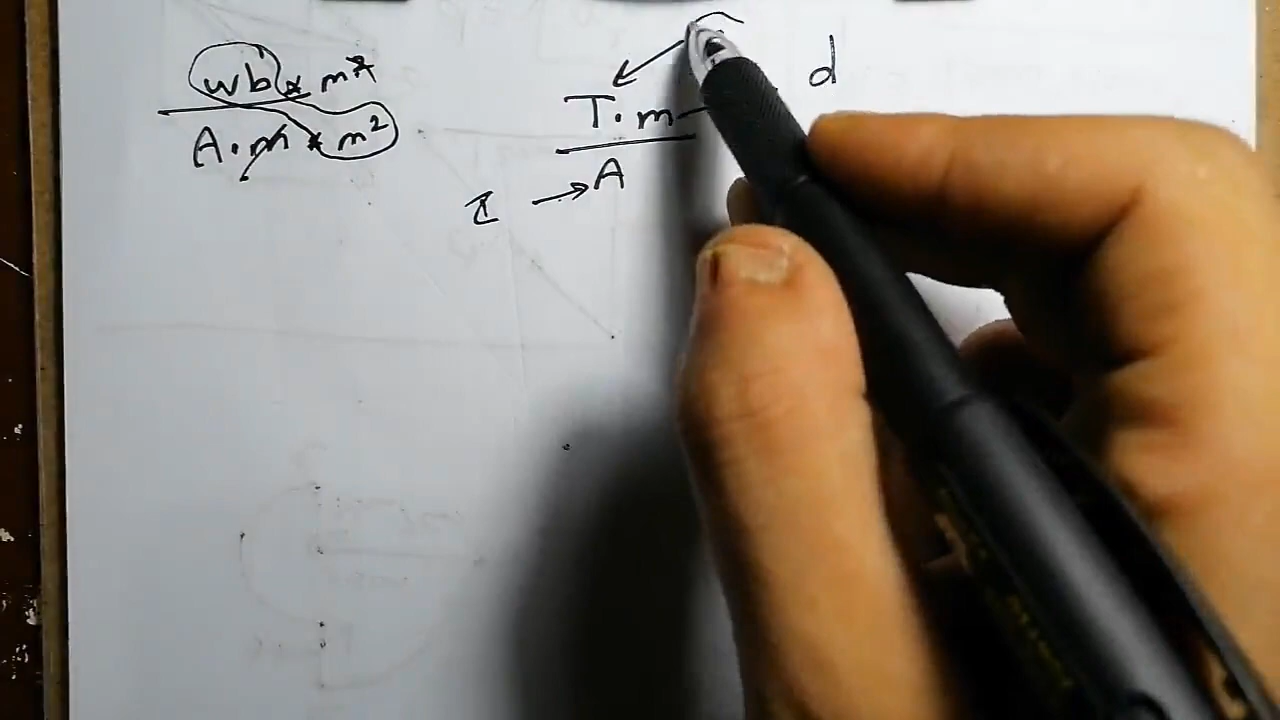 wb × m²
A·m × m²
T·m
A
I
d